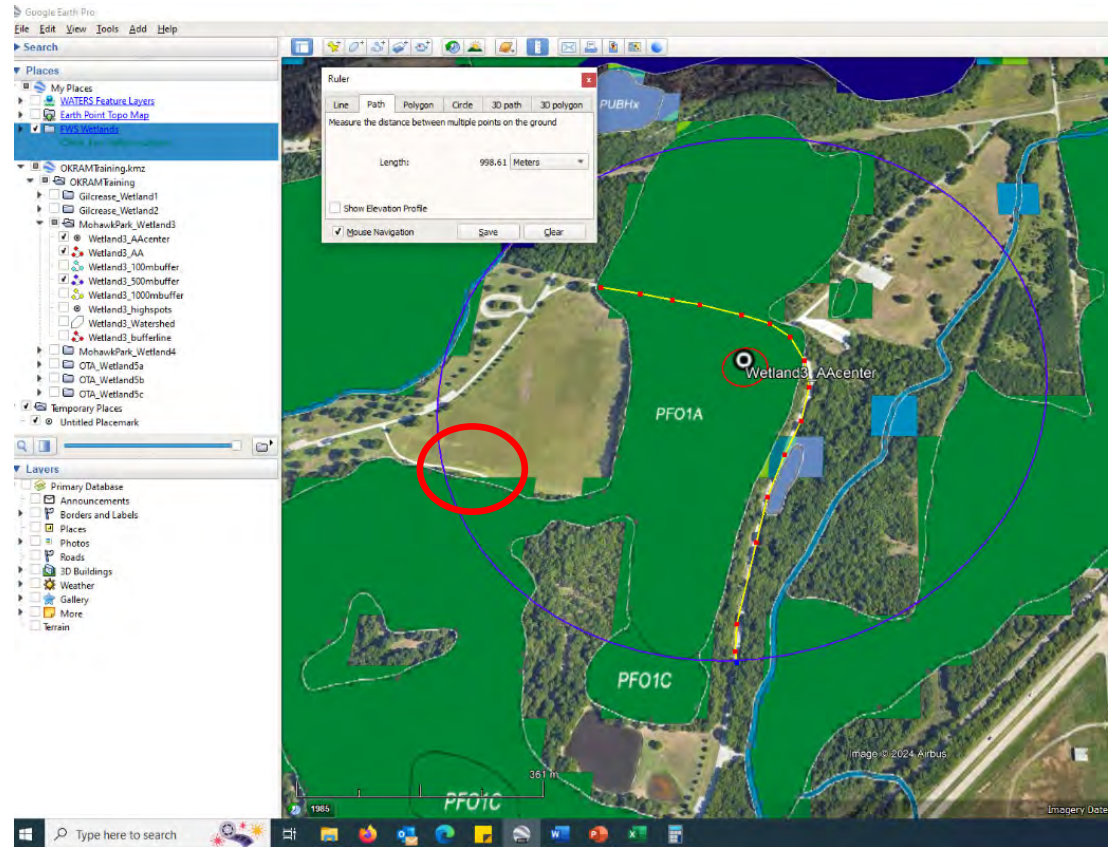 Google Earth Pro
File Edit View Tools Add Help
Search
Places
My Places
WATERS Feature Layers
Earth Point Topo Map
FWS Wetlands
OKRAMTraining.kmz
OKRAMTraining
Gilcrease_Wetland1
Gilcrease_Wetland2
MohawkPark_Wetland3
Wetland3_AAcenter
Wetland3_AA
Wetland3_100mbuffer
Wetland3_500mbuffer
Wetland3_1000mbuffer
Wetland3_highspots
Wetland3_Watershed
Wetland3_bufferline
MohawkPark_Wetland4
OTA_Wetland5a
OTA_Wetland5b
OTA_Wetland5c
Temporary Places
Untitled Placemark
Layers
Primary Database
Announcements
Borders and Labels
Places
Photos
Roads
3D Buildings
Weather
Gallery
More
Terrain
Ruler
Line Path Polygon Circle 3D path 3D polygon
Measure the distance between multiple points on the ground
Length: 998.61 Meters
Show Elevation Profile
Mouse Navigation Save Clear
PUBHx
Wetland3_AAcenter
PFO1A
PFO1C
Image © 2024 Airbus
361 m
1985
PFO1C
Imagery Date
Type here to search